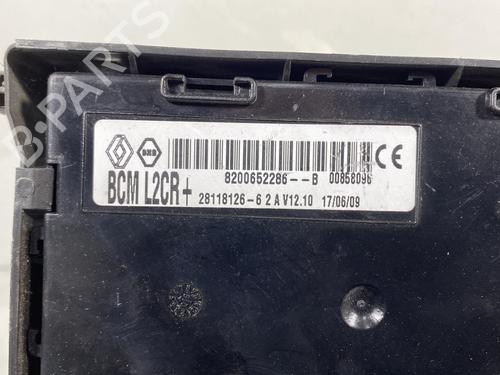 8200652286--B 00858096
BCM L2CR+ 28118126-6 2 A V12.10 17/06/09
CE
B-PARTS